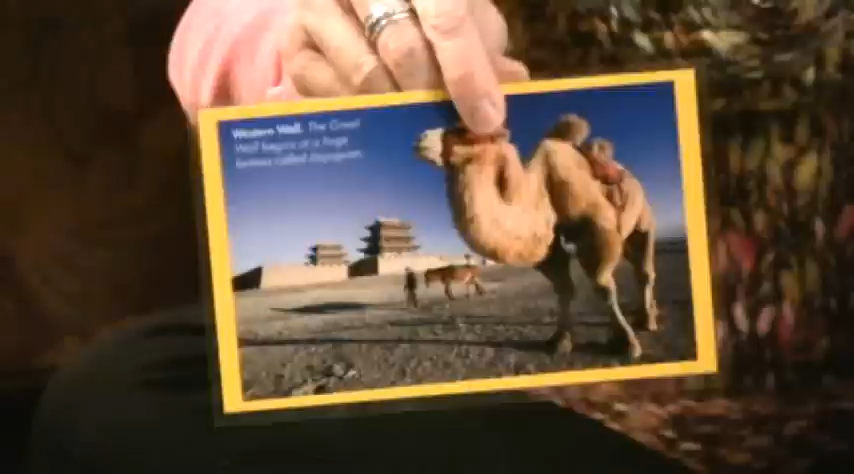 Western Wall. The Great
Wall begins at a huge
fortress called Jiayuguan.